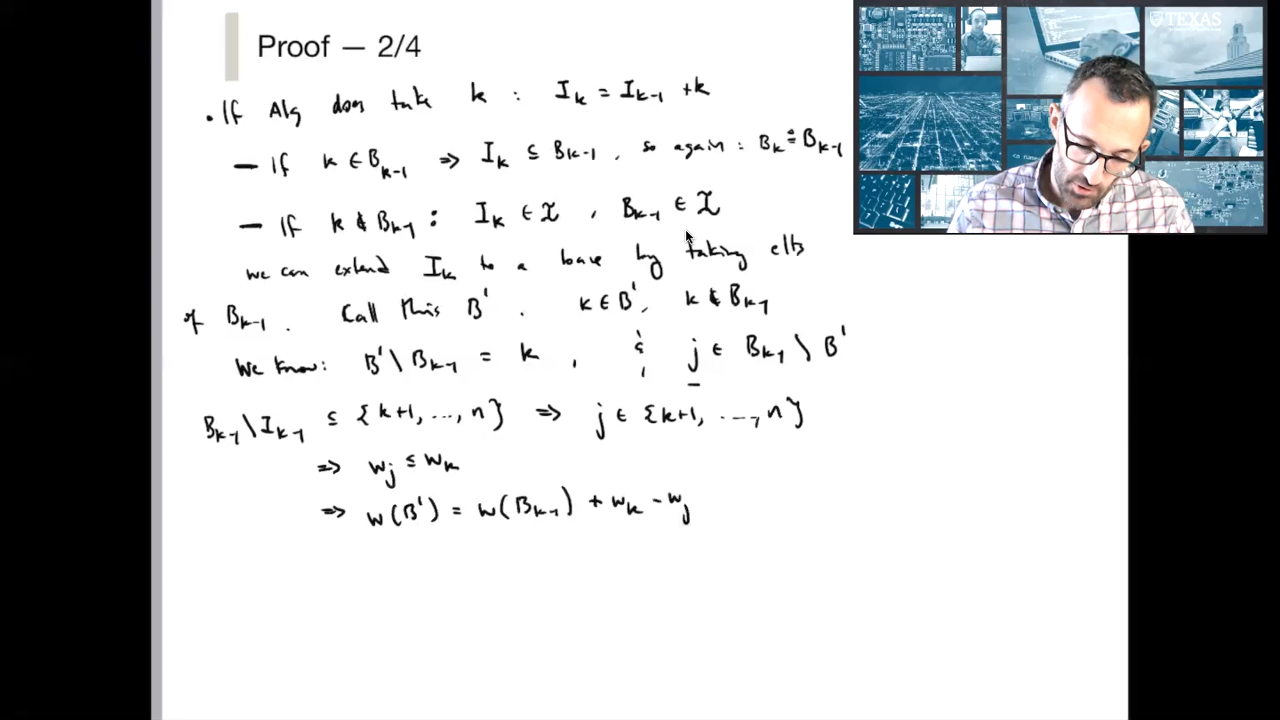 Proof — 2/4
TEXAS
• If Alg does take k : I_k = I_{k-1} + k
— If k ∈ B_{k-1} ⇒ I_k ⊆ B_{k-1} , so again : B_k ≜ B_{k-1}
— If k ∉ B_{k-1} : I_k ∈ I , B_{k-1} ∈ I
we can extend I_k to a base by taking elts
of B_{k-1} . Call this B' . k ∈ B' , k ∉ B_{k-1}
We know: B' \ B_{k-1} = k , ∃ j ∈ B_{k-1} \ B'
B_{k-1} \ I_{k-1} ⊆ {k+1, ..., n} ⇒ j ∈ {k+1, ..., n}
⇒ w_j ≤ w_k
⇒ w(B') = w(B_{k-1}) + w_k - w_j